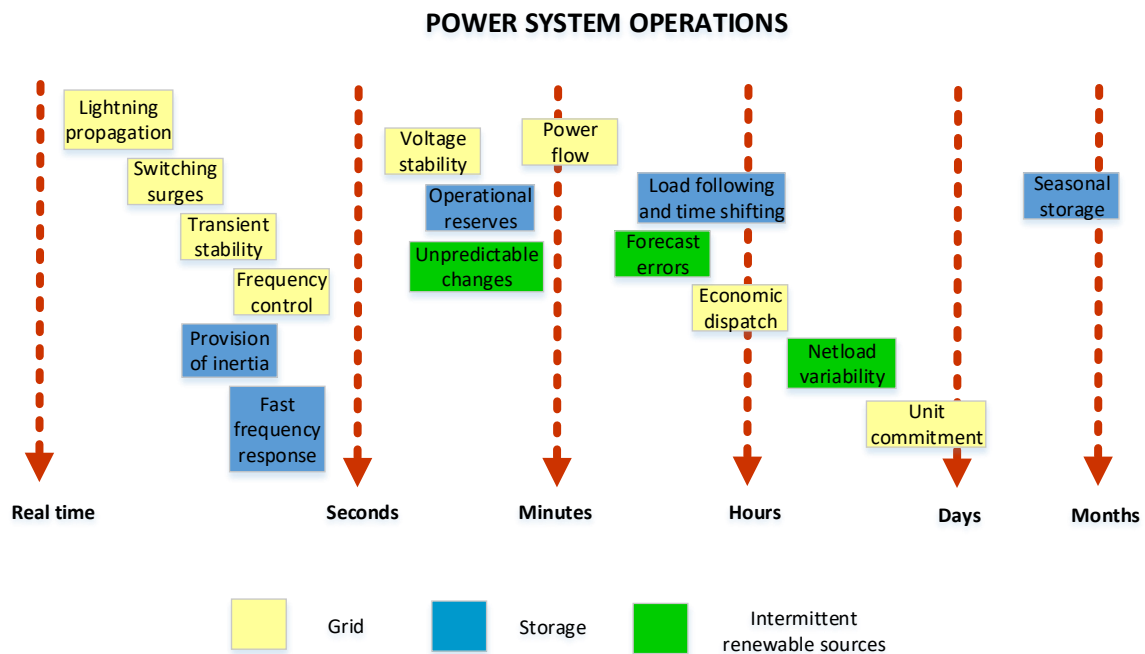 POWER SYSTEM OPERATIONS
Lightning
propagation
Switching
surges
Transient
stability
Frequency
control
Provision
of inertia
Fast
frequency
response
Voltage
stability
Operational
reserves
Unpredictable
changes
Power
flow
Load following
and time shifting
Forecast
errors
Economic
dispatch
Netload
variability
Unit
commitment
Seasonal
storage
Real time
Seconds
Minutes
Hours
Days
Months
Grid
Storage
Intermittent
renewable sources